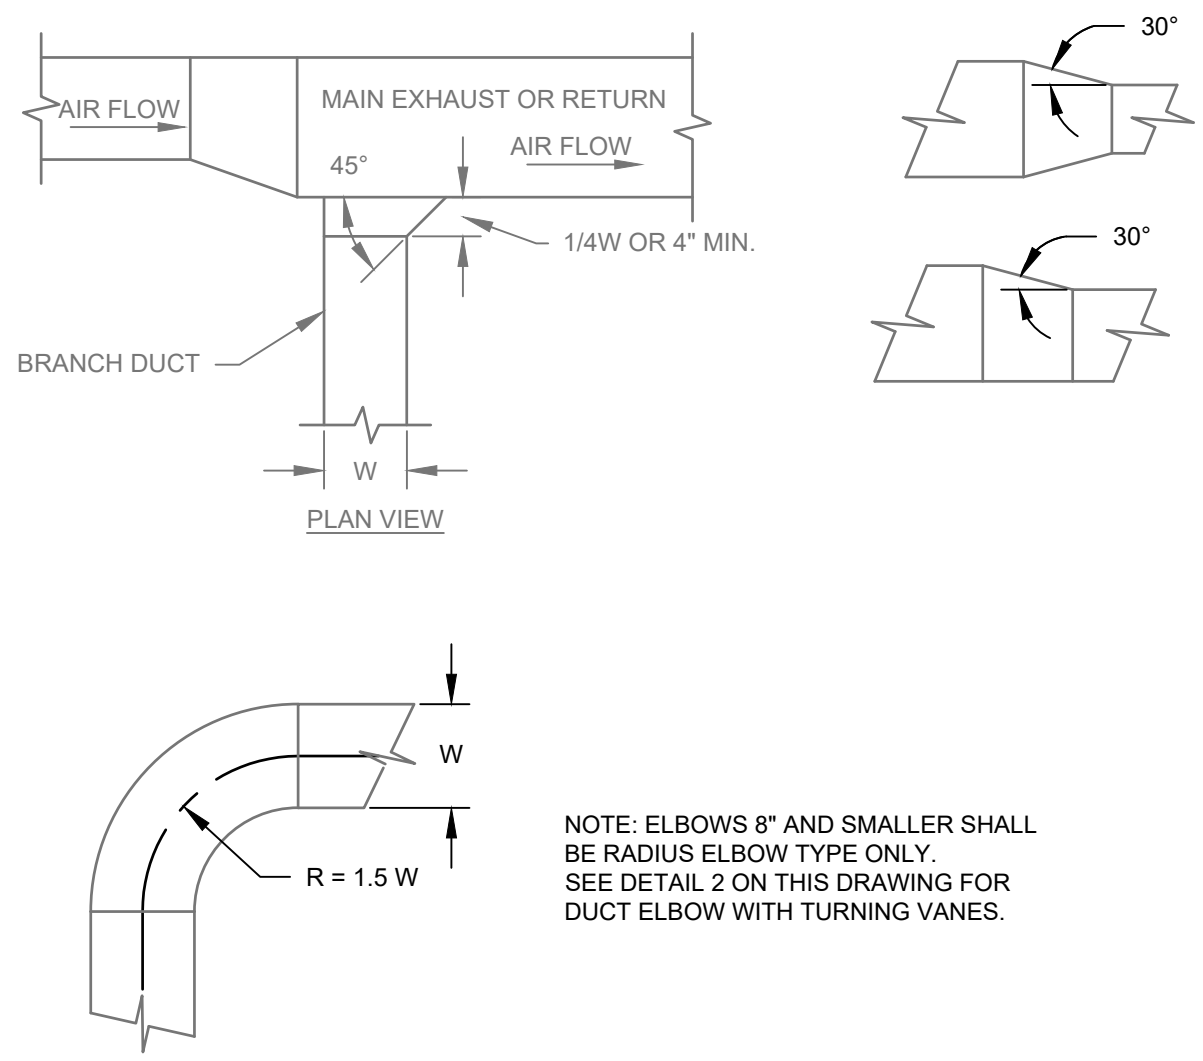 AIR FLOW
MAIN EXHAUST OR RETURN
AIR FLOW
45°
1/4W OR 4" MIN.
BRANCH DUCT
W
PLAN VIEW
30°
30°
W
R = 1.5 W
NOTE: ELBOWS 8" AND SMALLER SHALL
BE RADIUS ELBOW TYPE ONLY.
SEE DETAIL 2 ON THIS DRAWING FOR
DUCT ELBOW WITH TURNING VANES.